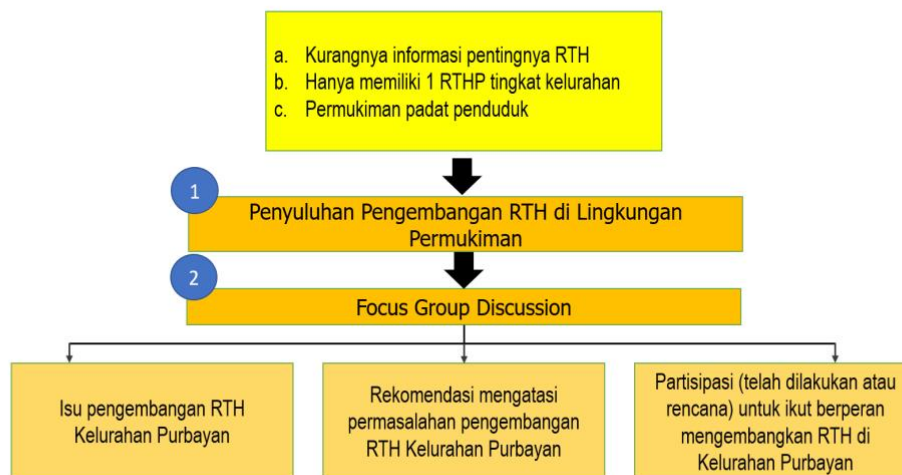 a. Kurangnya informasi pentingnya RTH
b. Hanya memiliki 1 RTHP tingkat kelurahan
c. Permukiman padat penduduk
1
Penyuluhan Pengembangan RTH di Lingkungan
Permukiman
2
Focus Group Discussion
Isu pengembangan RTH
Kelurahan Purbayan
Rekomendasi mengatasi
permasalahan pengembangan
RTH Kelurahan Purbayan
Partisipasi (telah dilakukan atau
rencana) untuk ikut berperan
mengembangkan RTH di
Kelurahan Purbayan